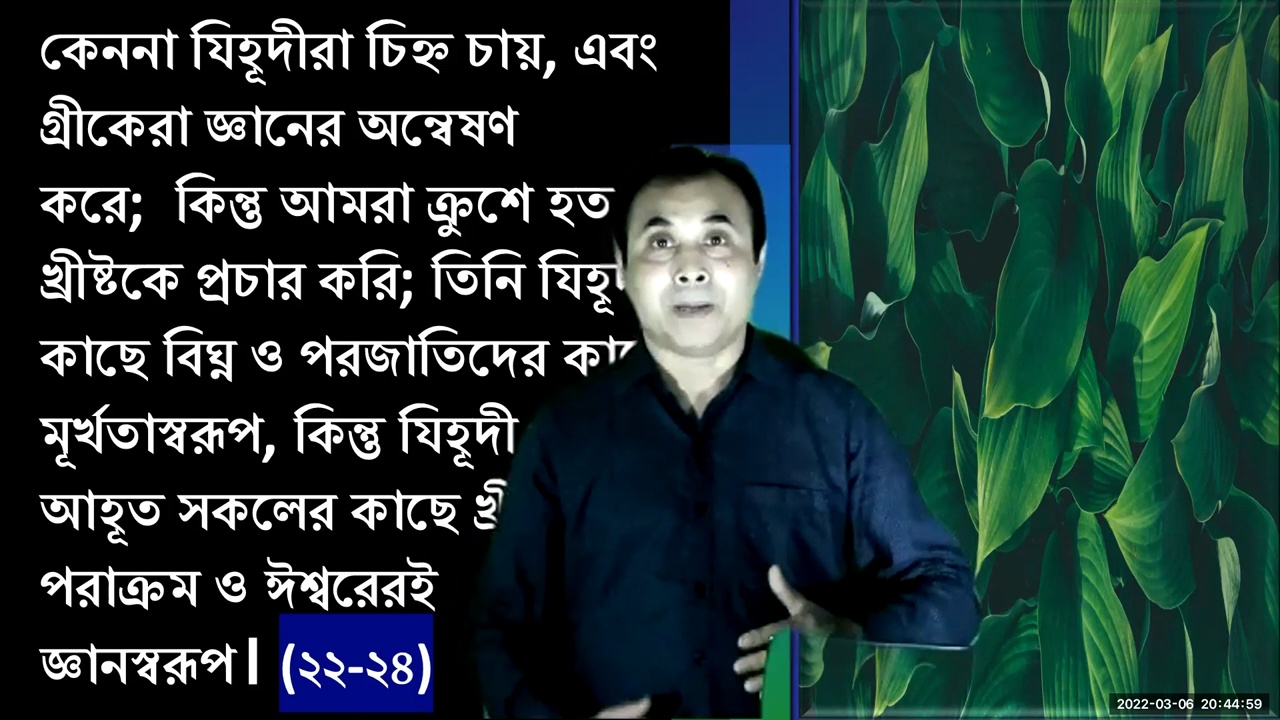 কেননা যিহূদীরা চিহ্ন চায়, এবং
গ্রীকেরা জ্ঞানের অন্বেষণ
করে; কিন্তু আমরা ক্রুশে হত
খ্রীষ্টকে প্রচার করি; তিনি
কাছে বিঘ্ন ও পরজাতিদের
মূর্খতাস্বরূপ, কিন্তু যিহূদী
আহূত সকলের কাছে
পরাক্রম ও ঈশ্বরেরই
জ্ঞানস্বরূপ। (২২-২৪)
2022-03-06 20:44:59